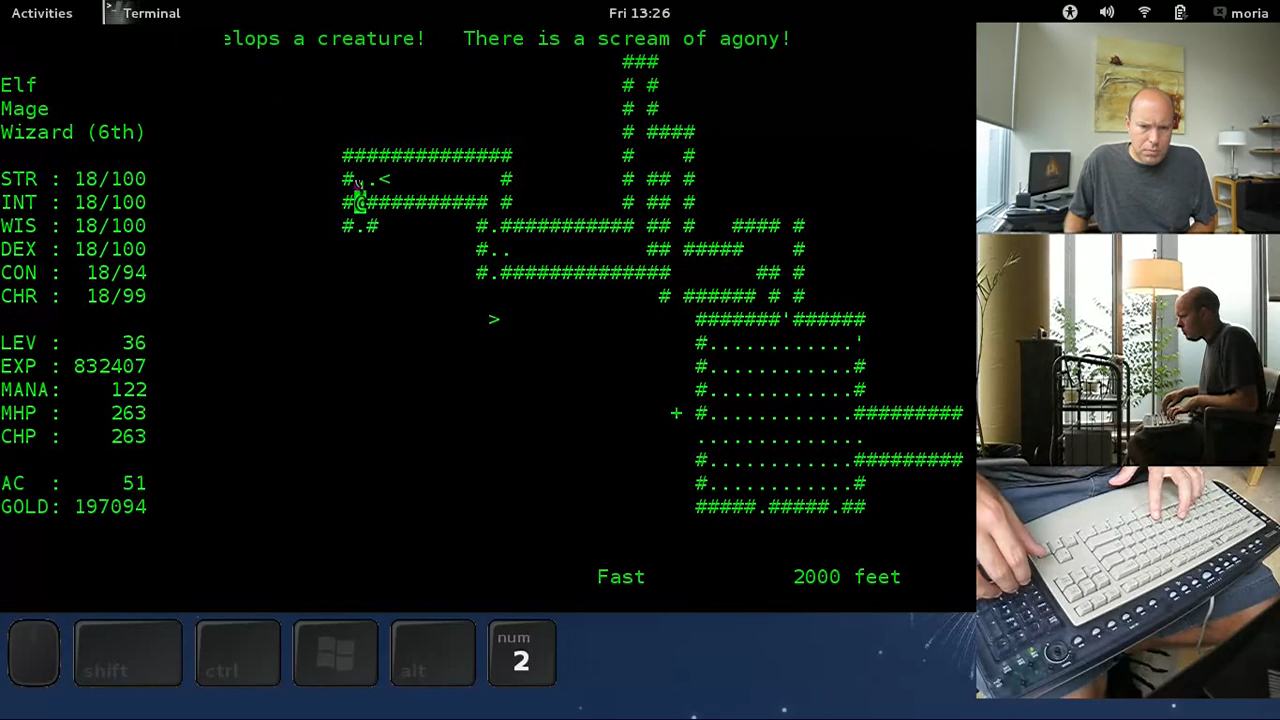 Activities Terminal Fri 13:26 moria
elops a creature! There is a scream of agony!
###
Elf # #
Mage # #
Wizard (6th) # ####
############## # #
STR : 18/100 #..< # # ## #
INT : 18/100 #@########## # # ## #
WIS : 18/100 #.# #.########### ## # #### #
DEX : 18/100 #.. ## ##### #
CON : 18/94 #.############## ## #
CHR : 18/99 # ###### # #
> #######'######
LEV : 36 #............'
EXP : 832407 #............#
MANA: 122 #............#
MHP : 263 + #............#########
CHP : 263 ..............
#............#########
AC : 51 #............#
GOLD: 197094 #####.#####.##
Fast 2000 feet
shift ctrl alt num
2